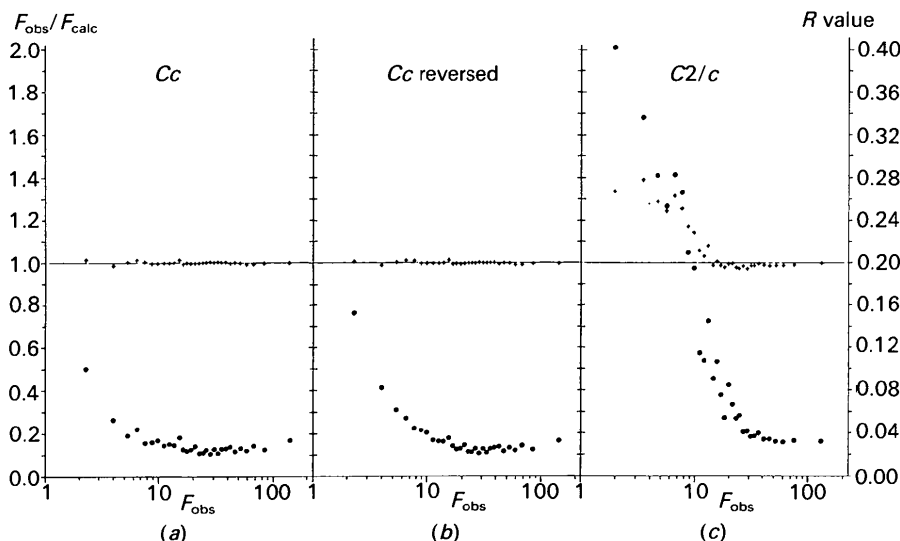 F_obs/F_calc
R value
Cc
Cc reversed
C2/c
2.0
1.8
1.6
1.4
1.2
1.0
0.8
0.6
0.4
0.2
0.0
0.40
0.36
0.32
0.28
0.24
0.20
0.16
0.12
0.08
0.04
0.00
1 10 100
1 10 100
1 10 100
F_obs
F_obs
F_obs
(a)
(b)
(c)